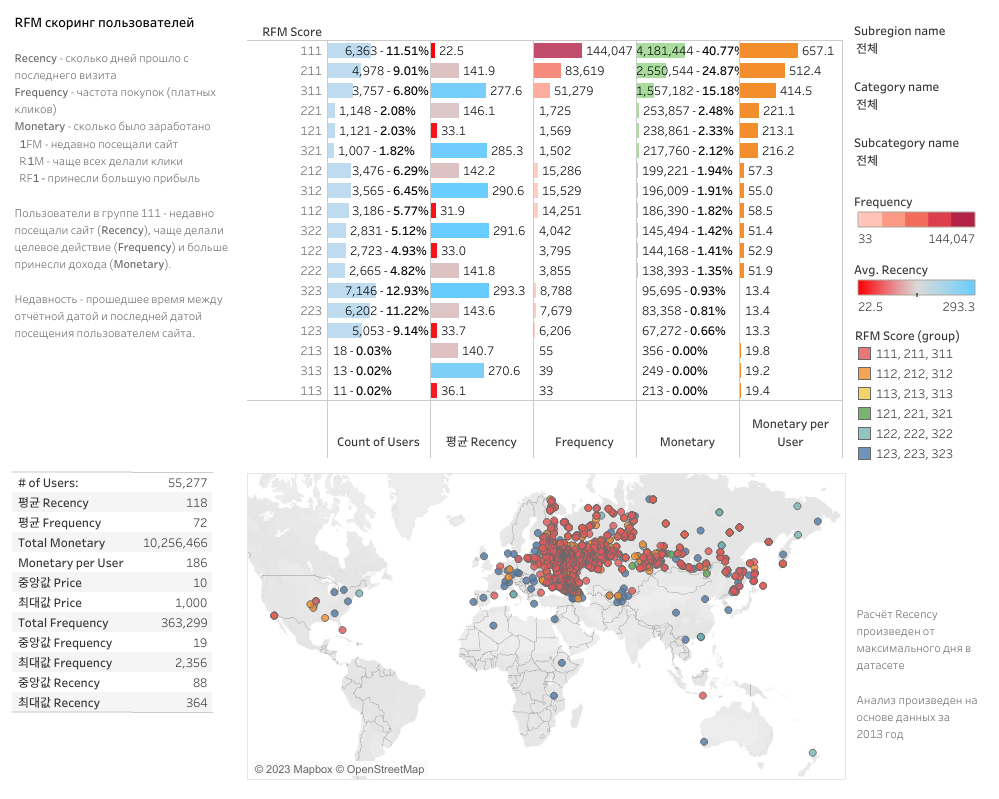 RFM скоринг пользователей
Recency - сколько дней прошло с
последнего визита
Frequency - частота покупок (платных
кликов)
Monetary - сколько было заработано
1FM - недавно посещали сайт
R1M - чаще всех делали клики
RF1 - принесли большую прибыль
Пользователи в группе 111 - недавно
посещали сайт (Recency), чаще делали
целевое действие (Frequency) и больше
принесли дохода (Monetary).
Недавность - прошедшее время между
отчётной датой и последней датой
посещения пользователем сайта.
RFM Score
111 6,363 - 11.51% 22.5 144,047 4,181,444 - 40.77% 657.1
211 4,978 - 9.01% 141.9 83,619 2,550,544 - 24.87% 512.4
311 3,757 - 6.80% 277.6 51,279 1,557,182 - 15.18% 414.5
221 1,148 - 2.08% 146.1 1,725 253,857 - 2.48% 221.1
121 1,121 - 2.03% 33.1 1,569 238,861 - 2.33% 213.1
321 1,007 - 1.82% 285.3 1,502 217,760 - 2.12% 216.2
212 3,476 - 6.29% 142.2 15,286 199,221 - 1.94% 57.3
312 3,565 - 6.45% 290.6 15,529 196,009 - 1.91% 55.0
112 3,186 - 5.77% 31.9 14,251 186,390 - 1.82% 58.5
322 2,831 - 5.12% 291.6 4,042 145,494 - 1.42% 51.4
122 2,723 - 4.93% 33.0 3,795 144,168 - 1.41% 52.9
222 2,665 - 4.82% 141.8 3,855 138,393 - 1.35% 51.9
323 7,146 - 12.93% 293.3 8,788 95,695 - 0.93% 13.4
223 6,202 - 11.22% 143.6 7,679 83,358 - 0.81% 13.4
123 5,053 - 9.14% 33.7 6,206 67,272 - 0.66% 13.3
213 18 - 0.03% 140.7 55 356 - 0.00% 19.8
313 13 - 0.02% 270.6 39 249 - 0.00% 19.2
113 11 - 0.02% 36.1 33 213 - 0.00% 19.4
Count of Users 평균 Recency Frequency Monetary Monetary per
User
Subregion name
전체
Category name
전체
Subcategory name
전체
Frequency
33 144,047
Avg. Recency
22.5 293.3
RFM Score (group)
111, 211, 311
112, 212, 312
113, 213, 313
121, 221, 321
122, 222, 322
123, 223, 323
# of Users: 55,277
평균 Recency 118
평균 Frequency 72
Total Monetary 10,256,466
Monetary per User 186
중앙값 Price 10
최대값 Price 1,000
Total Frequency 363,299
중앙값 Frequency 19
최대값 Frequency 2,356
중앙값 Recency 88
최대값 Recency 364
© 2023 Mapbox © OpenStreetMap
Расчёт Recency
произведен от
максимального дня в
датасете
Анализ произведен на
основе данных за
2013 год